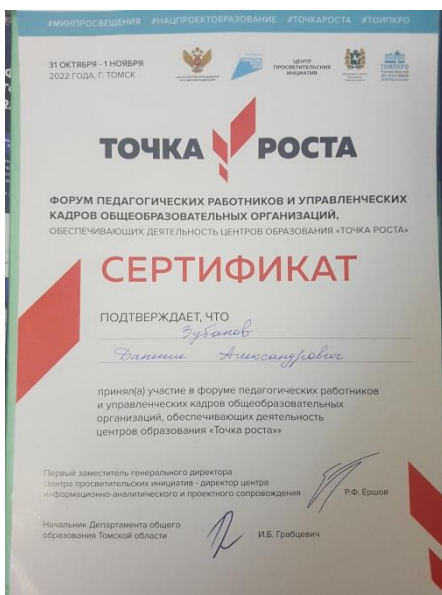 #МИНПРОСВЕЩЕНИЯ #НАЦПРОЕКТОБРАЗОВАНИЕ #ТОЧКАРОСТА #ТОИПКРО
31 ОКТЯБРЯ - 1 НОЯБРЯ
2022 ГОДА, Г. ТОМСК
ЦЕНТР
ПРОСВЕТИТЕЛЬСКИХ
ИНИЦИАТИВ
ТОИПКРО
ТОЧКА РОСТА
ФОРУМ ПЕДАГОГИЧЕСКИХ РАБОТНИКОВ И УПРАВЛЕНЧЕСКИХ
КАДРОВ ОБЩЕОБРАЗОВАТЕЛЬНЫХ ОРГАНИЗАЦИЙ,
ОБЕСПЕЧИВАЮЩИХ ДЕЯТЕЛЬНОСТЬ ЦЕНТРОВ ОБРАЗОВАНИЯ «ТОЧКА РОСТА»
СЕРТИФИКАТ
ПОДТВЕРЖДАЕТ, ЧТО
Зубанов
Даниил Александрович
принял(а) участие в форуме педагогических работников
и управленческих кадров общеобразовательных
организаций, обеспечивающих деятельность
центров образования «Точка роста»»
Первый заместитель генерального директора
Центра просветительских инициатив - директор центра
информационно-аналитического и проектного сопровождения
Р.Ф. Ершов
Начальник Департамента общего
образования Томской области
И.Б. Грабцевич